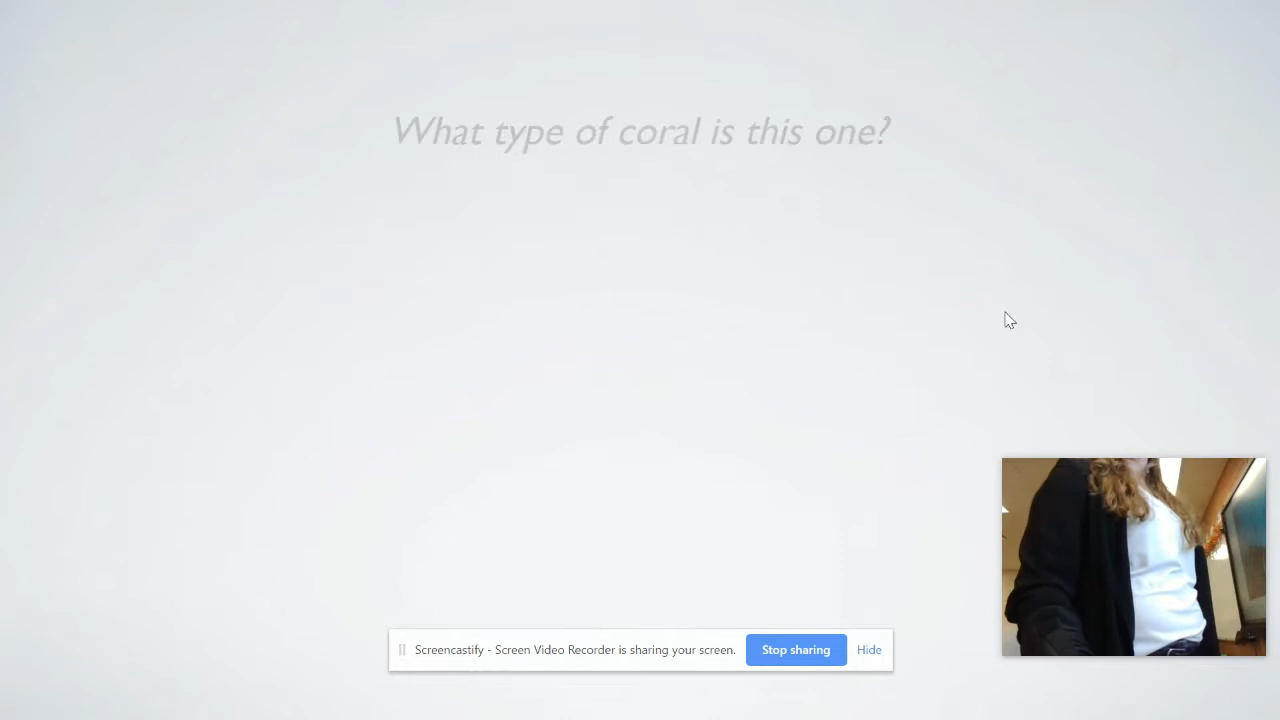 What type of coral is this one?
Screencastify - Screen Video Recorder is sharing your screen. Stop sharing Hide